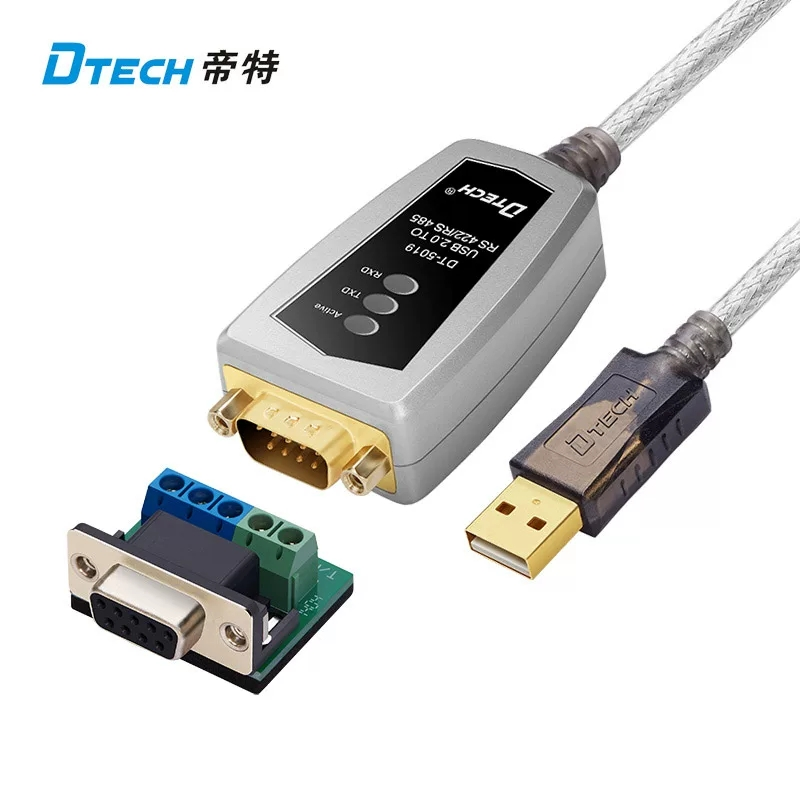 DTECH 帝特
DTECH ®
USB 2.0 TO
RS 422/RS 485
DT-5019
RXD
TXD
Active
DTECH